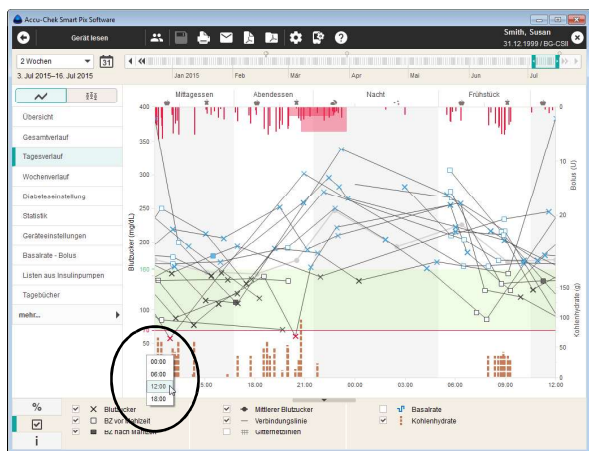 Accu-Chek Smart Pix Software
Gerät lesen
Smith, Susan
31.12.1999 / BG-CSII
2 Wochen
31
3. Jul 2015–16. Jul 2015
Jan 2015 Feb Mär Apr Mai Jun Jul
Übersicht
Gesamtverlauf
Tagesverlauf
Wochenverlauf
Diabeteseinstellung
Statistik
Geräteeinstellungen
Basalrate - Bolus
Listen aus Insulinpumpen
Tagebücher
mehr...
Mittagessen Abendessen Nacht Frühstück
Blutzucker (mg/dL)
400
350
300
250
200
160
100
50
0
10
20
Bolus (U)
150
100
50
0
Kohlenhydrate (g)
00:00
06:00
12:00
18:00
15:00 18:00 21:00 00:00 03:00 06:00 09:00 12:00
%
i
Blutzucker
BZ vor Mahlzeit
BZ nach Mahlzeit
Mittlerer Blutzucker
Verbindungslinie
Gitternetzlinien
Basalrate
Kohlenhydrate